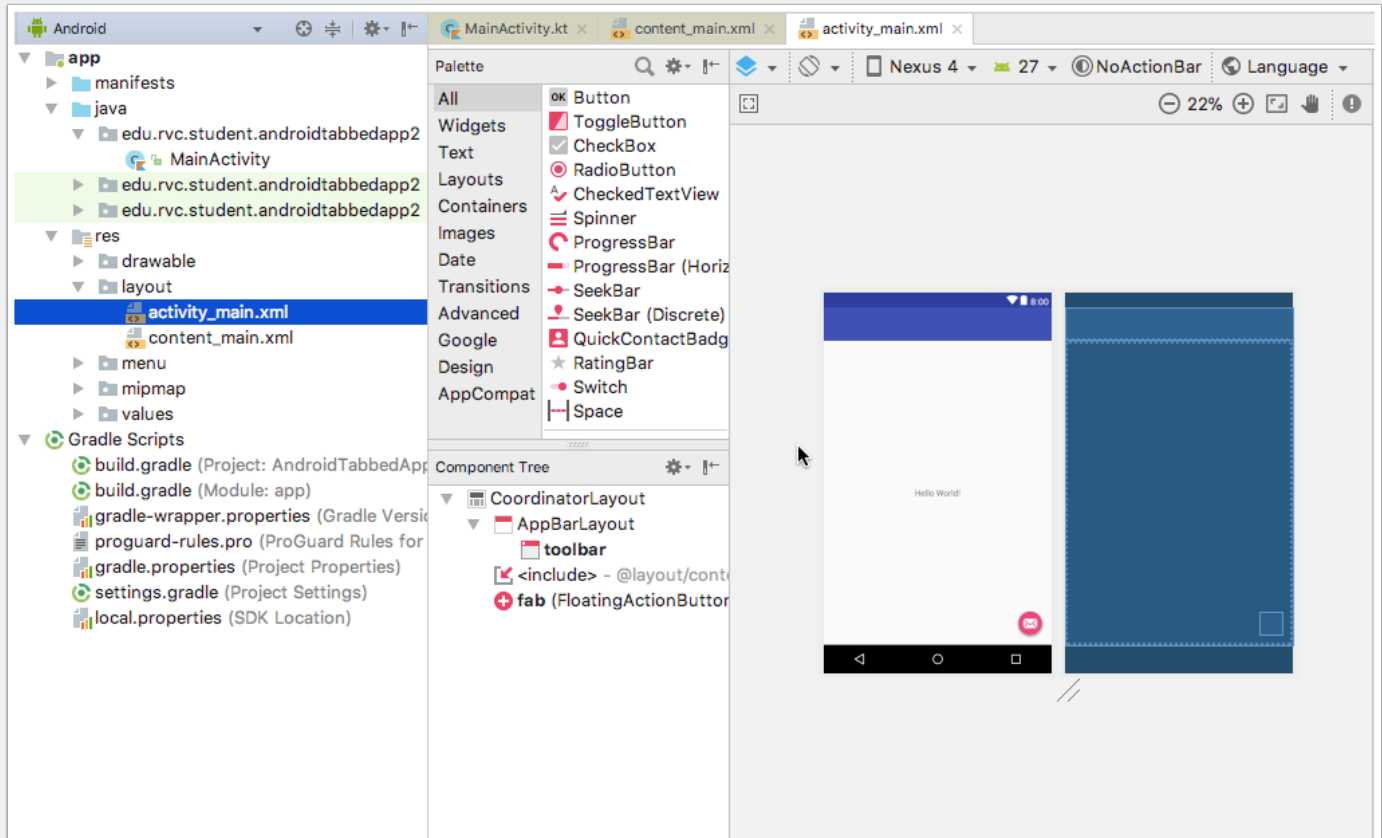 Android
MainActivity.kt
content_main.xml
activity_main.xml
app
manifests
java
edu.rvc.student.androidtabbedapp2
MainActivity
edu.rvc.student.androidtabbedapp2
edu.rvc.student.androidtabbedapp2
res
drawable
layout
activity_main.xml
content_main.xml
menu
mipmap
values
Gradle Scripts
build.gradle (Project: AndroidTabbedApp
build.gradle (Module: app)
gradle-wrapper.properties (Gradle Versio
proguard-rules.pro (ProGuard Rules for
gradle.properties (Project Properties)
settings.gradle (Project Settings)
local.properties (SDK Location)
Palette
All
Widgets
Text
Layouts
Containers
Images
Date
Transitions
Advanced
Google
Design
AppCompat
OK Button
ToggleButton
CheckBox
RadioButton
CheckedTextView
Spinner
ProgressBar
ProgressBar (Horiz
SeekBar
SeekBar (Discrete)
QuickContactBadg
RatingBar
Switch
Space
Component Tree
CoordinatorLayout
AppBarLayout
toolbar
<include> - @layout/conte
fab (FloatingActionButton
Nexus 4
27
NoActionBar
Language
22%
8:00
Hello World!